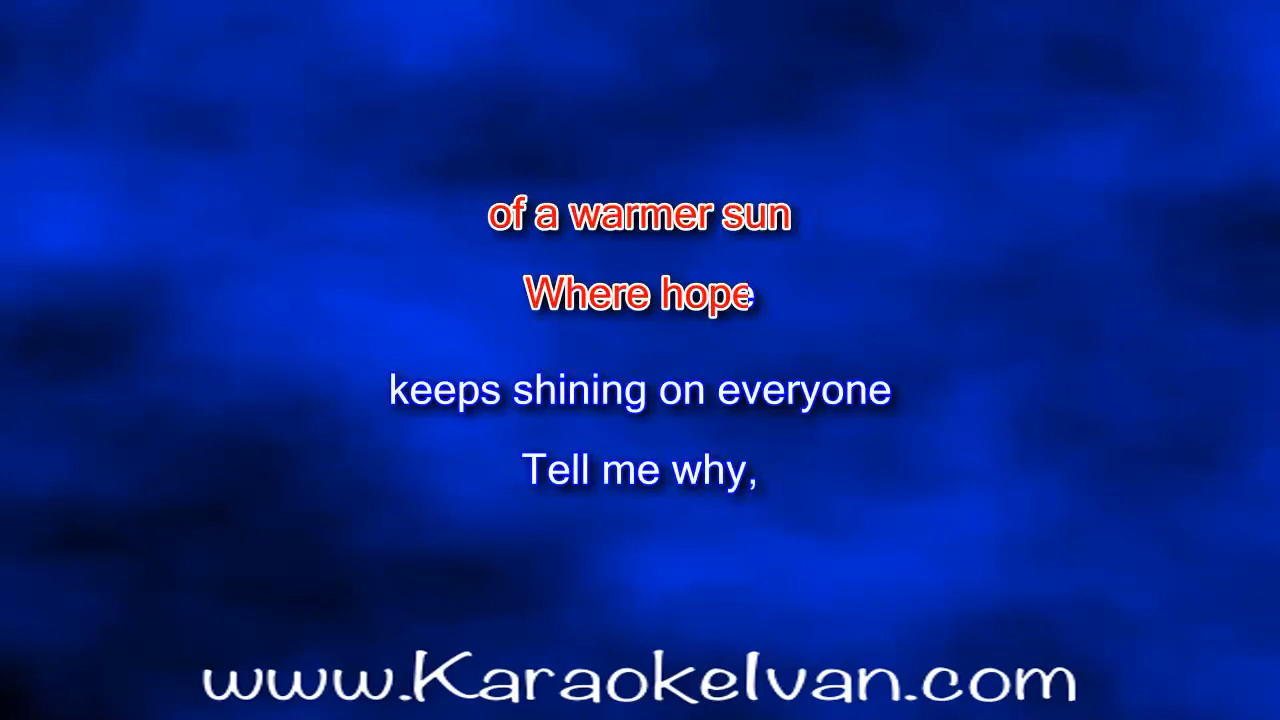 of a warmer sun
Where hope
keeps shining on everyone
Tell me why,
www.KaraokeIvan.com